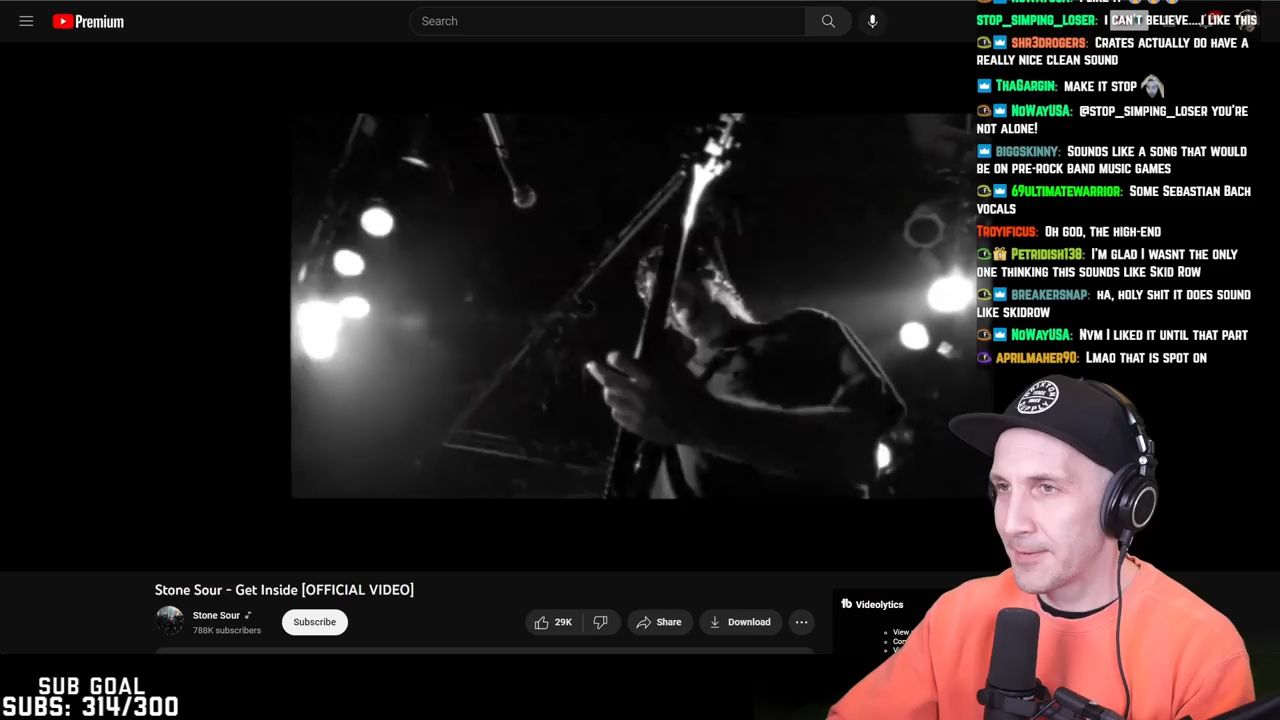 Premium
Search
STOP_SIMPING_LOSER: I CAN'T BELIEVE....I LIKE THIS
SHR3DROGERS: CRATES ACTUALLY DO HAVE A
REALLY NICE CLEAN SOUND
THAGARGIN: MAKE IT STOP
NOWAYUSA: @STOP_SIMPING_LOSER YOU'RE
NOT ALONE!
BIGGSKINNY: SOUNDS LIKE A SONG THAT WOULD
BE ON PRE-ROCK BAND MUSIC GAMES
69ULTIMATEWARRIOR: SOME SEBASTIAN BACH
VOCALS
TROYIFICUS: OH GOD, THE HIGH-END
PETRIDISH138: I'M GLAD I WASNT THE ONLY
ONE THINKING THIS SOUNDS LIKE SKID ROW
BREAKERSNAP: HA, HOLY SHIT IT DOES SOUND
LIKE SKIDROW
NOWAYUSA: NVM I LIKED IT UNTIL THAT PART
APRILMAHER90: LMAO THAT IS SPOT ON
Stone Sour - Get Inside [OFFICIAL VIDEO]
Stone Sour
788K subscribers
Subscribe
29K
Share
Download
Videolytics
View
SUB GOAL
SUBS: 314/300